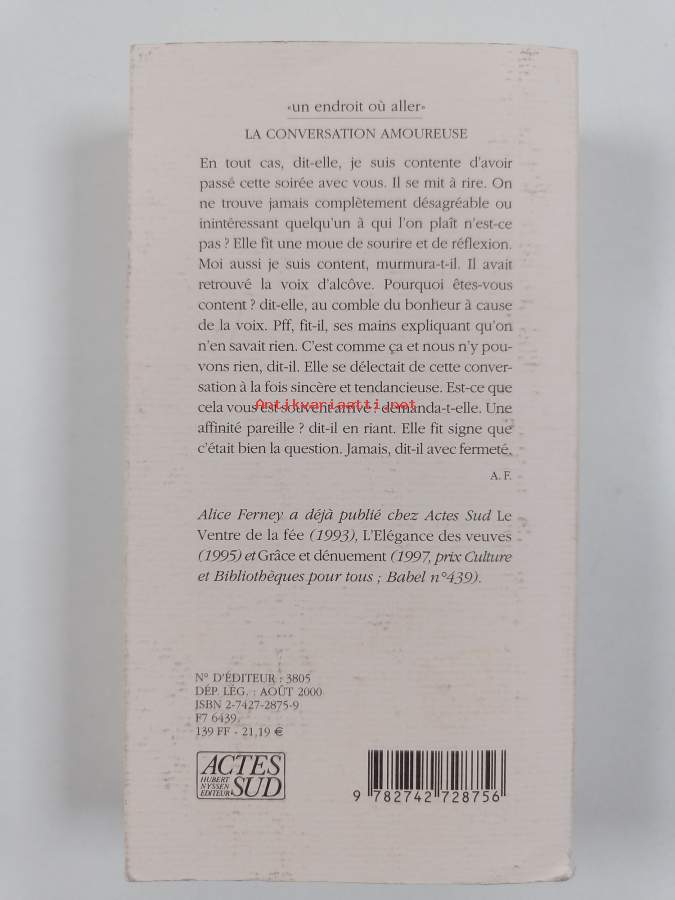 «un endroit où aller»
LA CONVERSATION AMOUREUSE
En tout cas, dit-elle, je suis contente d'avoir
passé cette soirée avec vous. Il se mit à rire. On
ne trouve jamais complètement désagréable ou
inintéressant quelqu'un à qui l'on plaît n'est-ce
pas ? Elle fit une moue de sourire et de réflexion.
Moi aussi je suis content, murmura-t-il. Il avait
retrouvé la voix d'alcôve. Pourquoi êtes-vous
content ? dit-elle, au comble du bonheur à cause
de la voix. Pff, fit-il, ses mains expliquant qu'on
n'en savait rien. C'est comme ça et nous n'y pou-
vons rien, dit-il. Elle se délectait de cette conver-
sation à la fois sincère et tendancieuse. Est-ce que
Antikvariaatti.net
cela vous est souvent arrivé ? demanda-t-elle. Une
affinité pareille ? dit-il en riant. Elle fit signe que
c'était bien la question. Jamais, dit-il avec fermeté.
A. F.
Alice Ferney a déjà publié chez Actes Sud Le
Ventre de la fée (1993), L'Elégance des veuves
(1995) et Grâce et dénuement (1997, prix Culture
et Bibliothèques pour tous ; Babel n°439).
N° D'ÉDITEUR : 3805
DÉP. LÉG. : AOÛT 2000
ISBN 2-7427-2875-9
F7 6439
139 FF - 21,19 €
ACTES
HUBERT
NYSSEN
ÉDITEUR
SUD
9 782742 728756